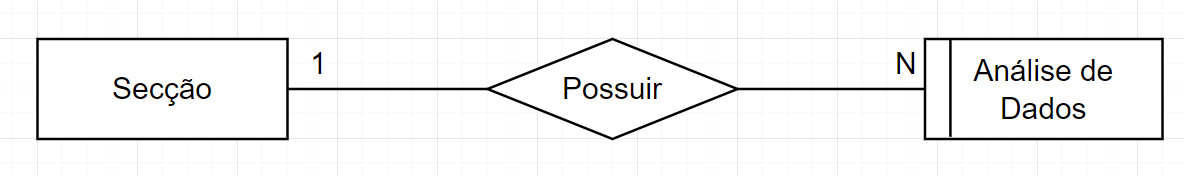 Secção
1
Possuir
N
Análise de
Dados